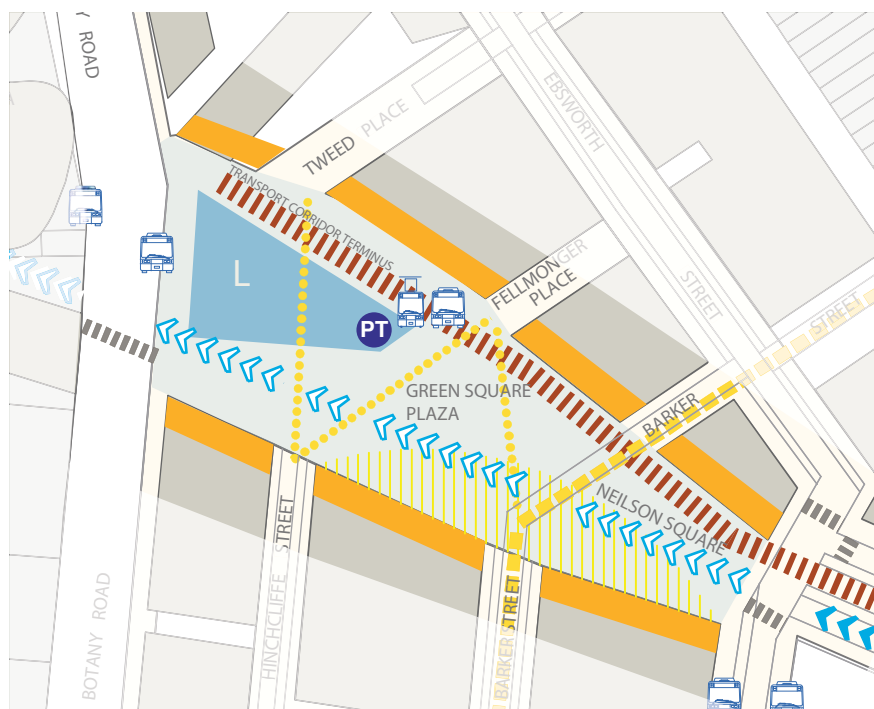 Y ROAD
EBSWORTH
STREET
TWEED PLACE
TRANSPORT CORRIDOR TERMINUS
L
FELLMONGER
PLACE
PT
STREET
BARKER
GREEN SQUARE
PLAZA
NEILSON SQUARE
HINCHCLIFFE STREET
BARKER STREET
BOTANY ROAD